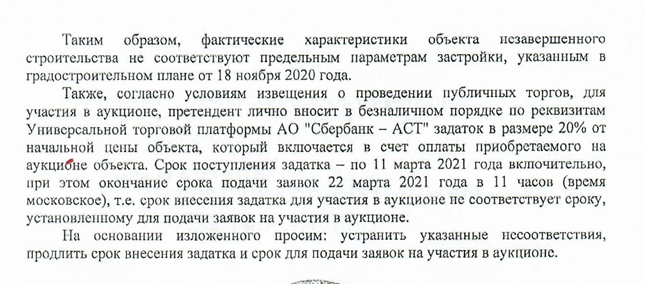 Таким образом, фактические характеристики объекта незавершенного
строительства не соответствуют предельным параметрам застройки, указанным в
градостроительном плане от 18 ноября 2020 года.
Также, согласно условиям извещения о проведении публичных торгов, для
участия в аукционе, претендент лично вносит в безналичном порядке по реквизитам
Универсальной торговой платформы АО "Сбербанк – АСТ" задаток в размере 20% от
начальной цены объекта, который включается в счет оплаты приобретаемого на
аукционе объекта. Срок поступления задатка – по 11 марта 2021 года включительно,
при этом окончание срока подачи заявок 22 марта 2021 года в 11 часов (время
московское), т.е. срок внесения задатка для участия в аукционе не соответствует сроку,
установленному для подачи заявок на участия в аукционе.
На основании изложенного просим: устранить указанные несоответствия,
продлить срок внесения задатка и срок для подачи заявок на участия в аукционе.